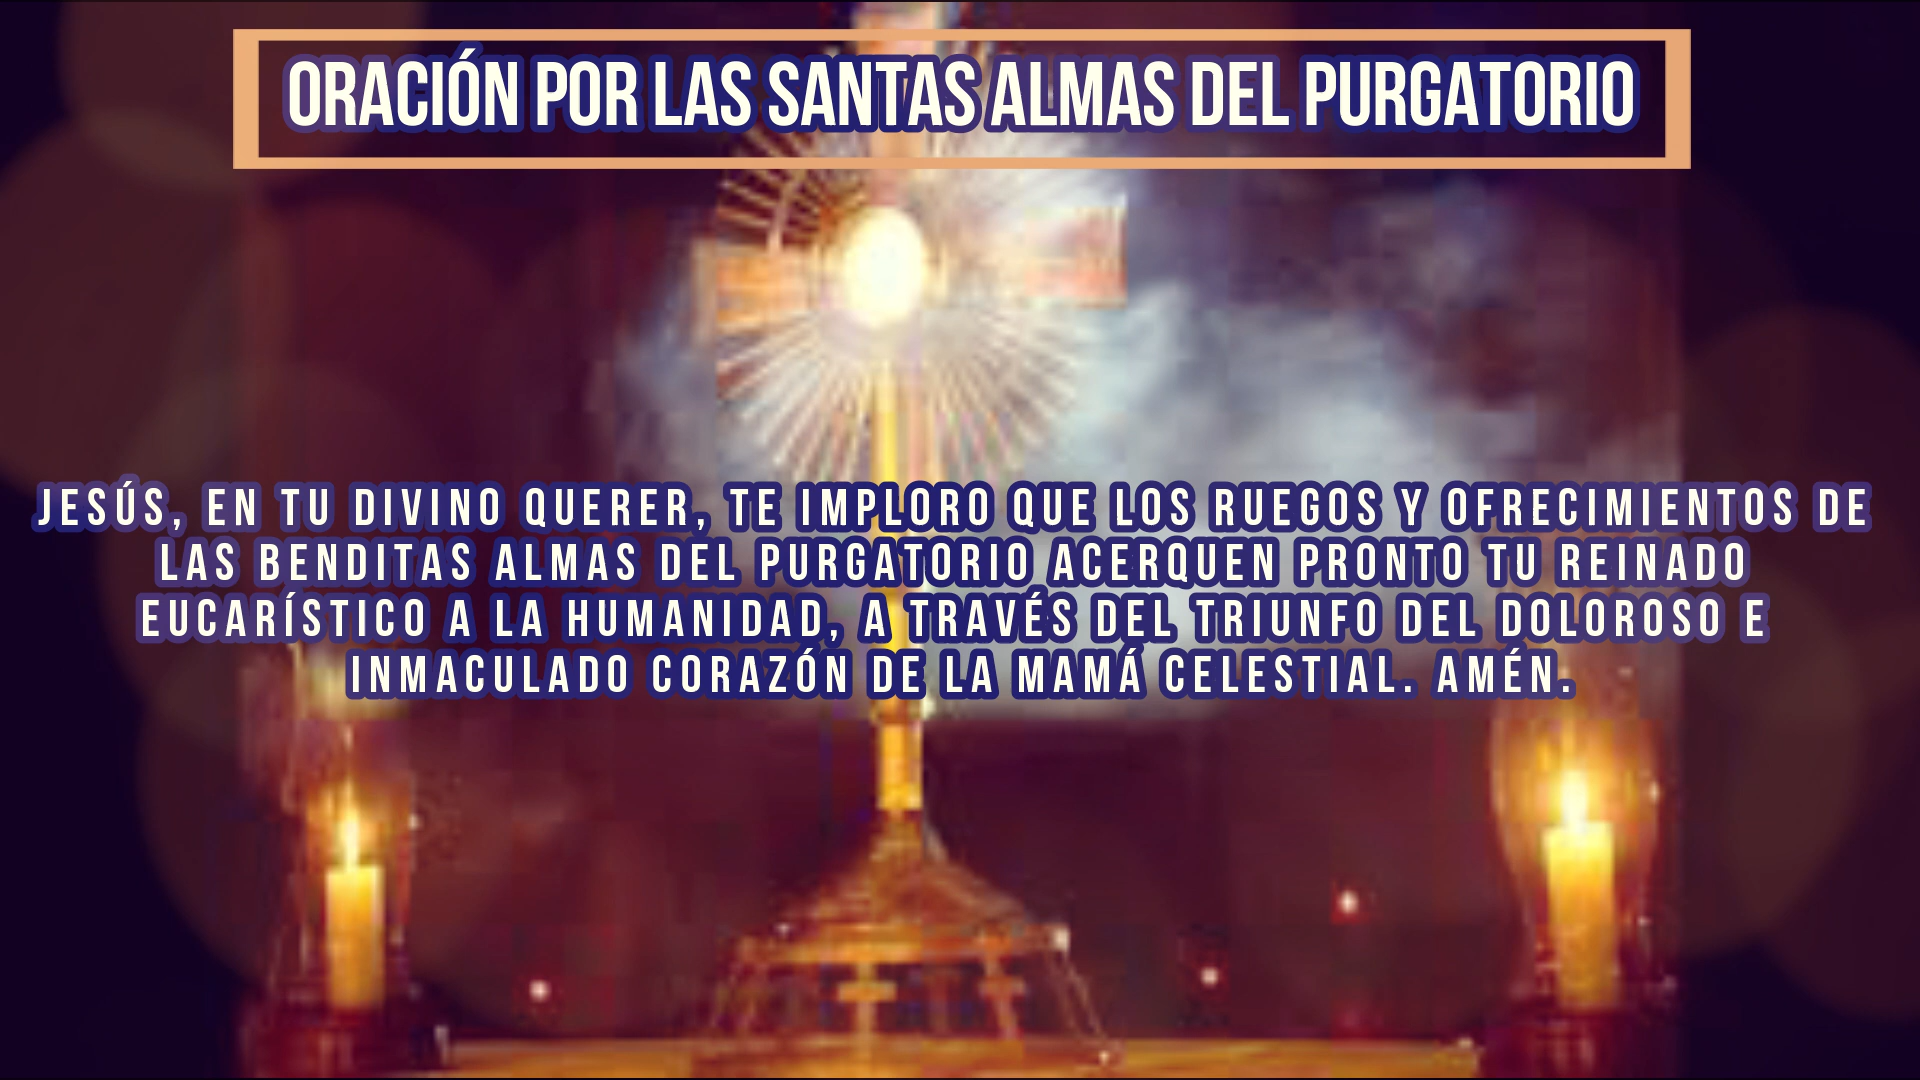 ORACIÓN POR LAS SANTAS ALMAS DEL PURGATORIO
JESÚS, EN TU DIVINO QUERER, TE IMPLORO QUE LOS RUEGOS Y OFRECIMIENTOS DE
LAS BENDITAS ALMAS DEL PURGATORIO ACERQUEN PRONTO TU REINADO
EUCARÍSTICO A LA HUMANIDAD, A TRAVÉS DEL TRIUNFO DEL DOLOROSO E
INMACULADO CORAZÓN DE LA MAMÁ CELESTIAL. AMÉN.